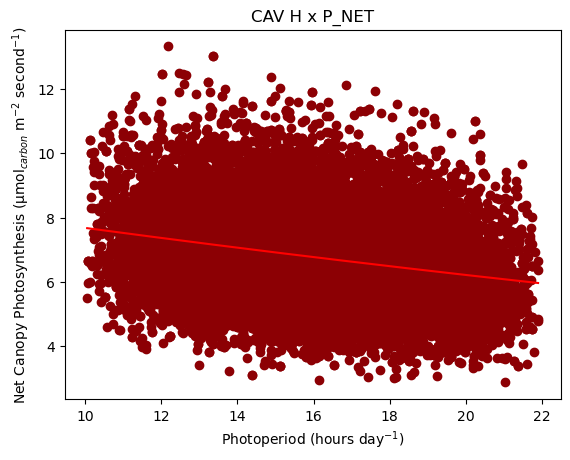 CAV H x P_NET
Net Canopy Photosynthesis (µmol$_{carbon}$ m$^{-2}$ second$^{-1}$)
12
10
8
6
4
10 12 14 16 18 20 22
Photoperiod (hours day$^{-1}$)